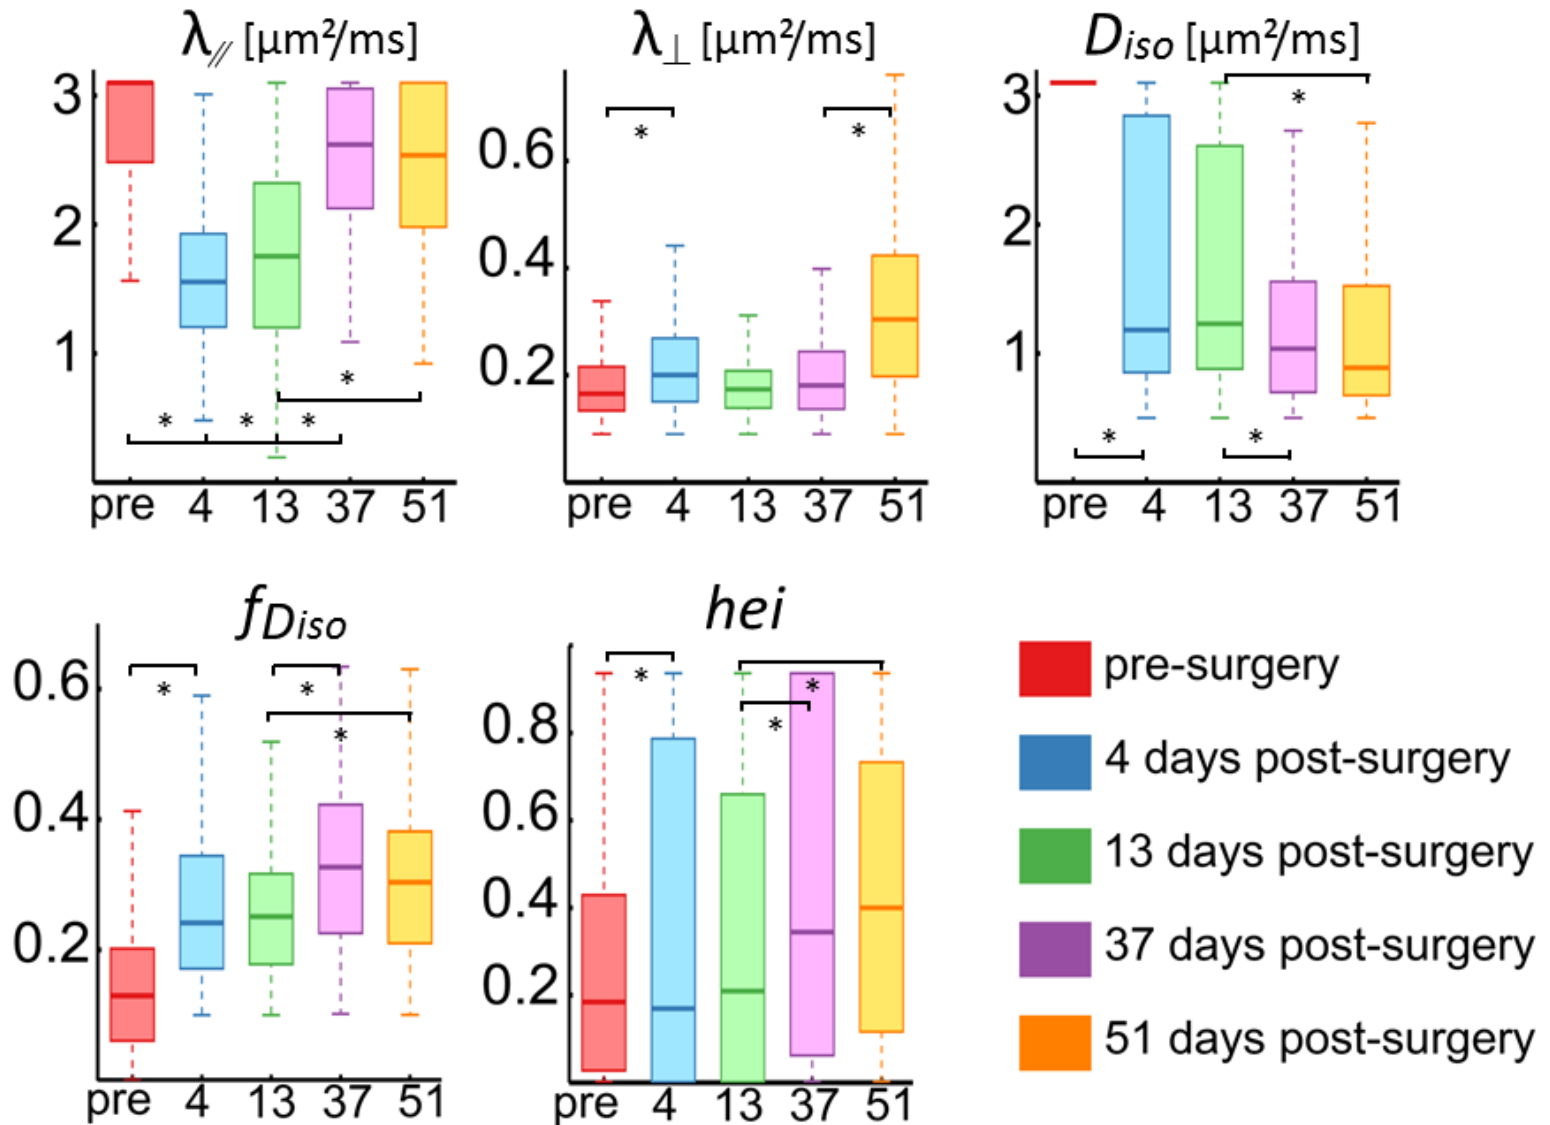 λ⫽ [µm²/ms]
3
2
1
* * * *
pre 4 13 37 51
λ⊥ [µm²/ms]
0.6
0.4
0.2
* *
pre 4 13 37 51
Diso [µm²/ms]
3
2
1
*
* *
pre 4 13 37 51
fDiso
0.6
0.4
0.2
* *
*
pre 4 13 37 51
hei
0.8
0.6
0.4
0.2
* *
*
pre 4 13 37 51
pre-surgery
4 days post-surgery
13 days post-surgery
37 days post-surgery
51 days post-surgery